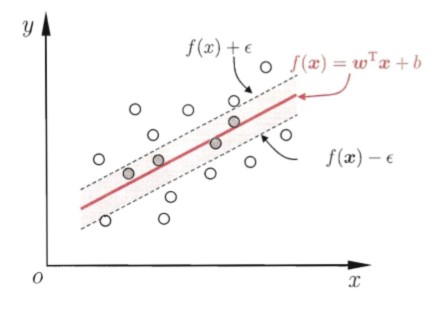 y
f(x) + ϵ
f(x) = wᵀx + b
f(x) − ϵ
O
x